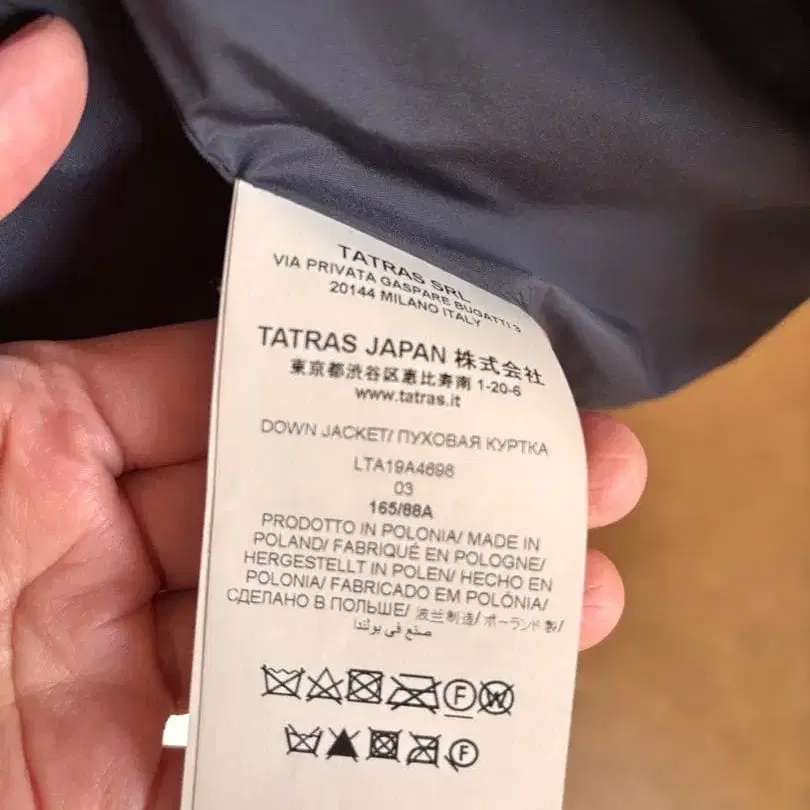 TATRAS SRL
VIA PRIVATA GASPARE BUGATTI 3
20144 MILANO ITALY
TATRAS JAPAN 株式会社
東京都渋谷区恵比寿南 1-20-6
www.tatras.it
DOWN JACKET/ ПУХОВАЯ КУРТКА
LTA19A4698
03
165/88A
PRODOTTO IN POLONIA/ MADE IN
POLAND/ FABRIQUÉ EN POLOGNE/
HERGESTELLT IN POLEN/ HECHO EN
POLONIA/ FABRICADO EM POLÓNIA/
СДЕЛАНО В ПОЛЬШЕ/ 波兰制造/ ポーランド 製/
صنع في بولندا
F W
F